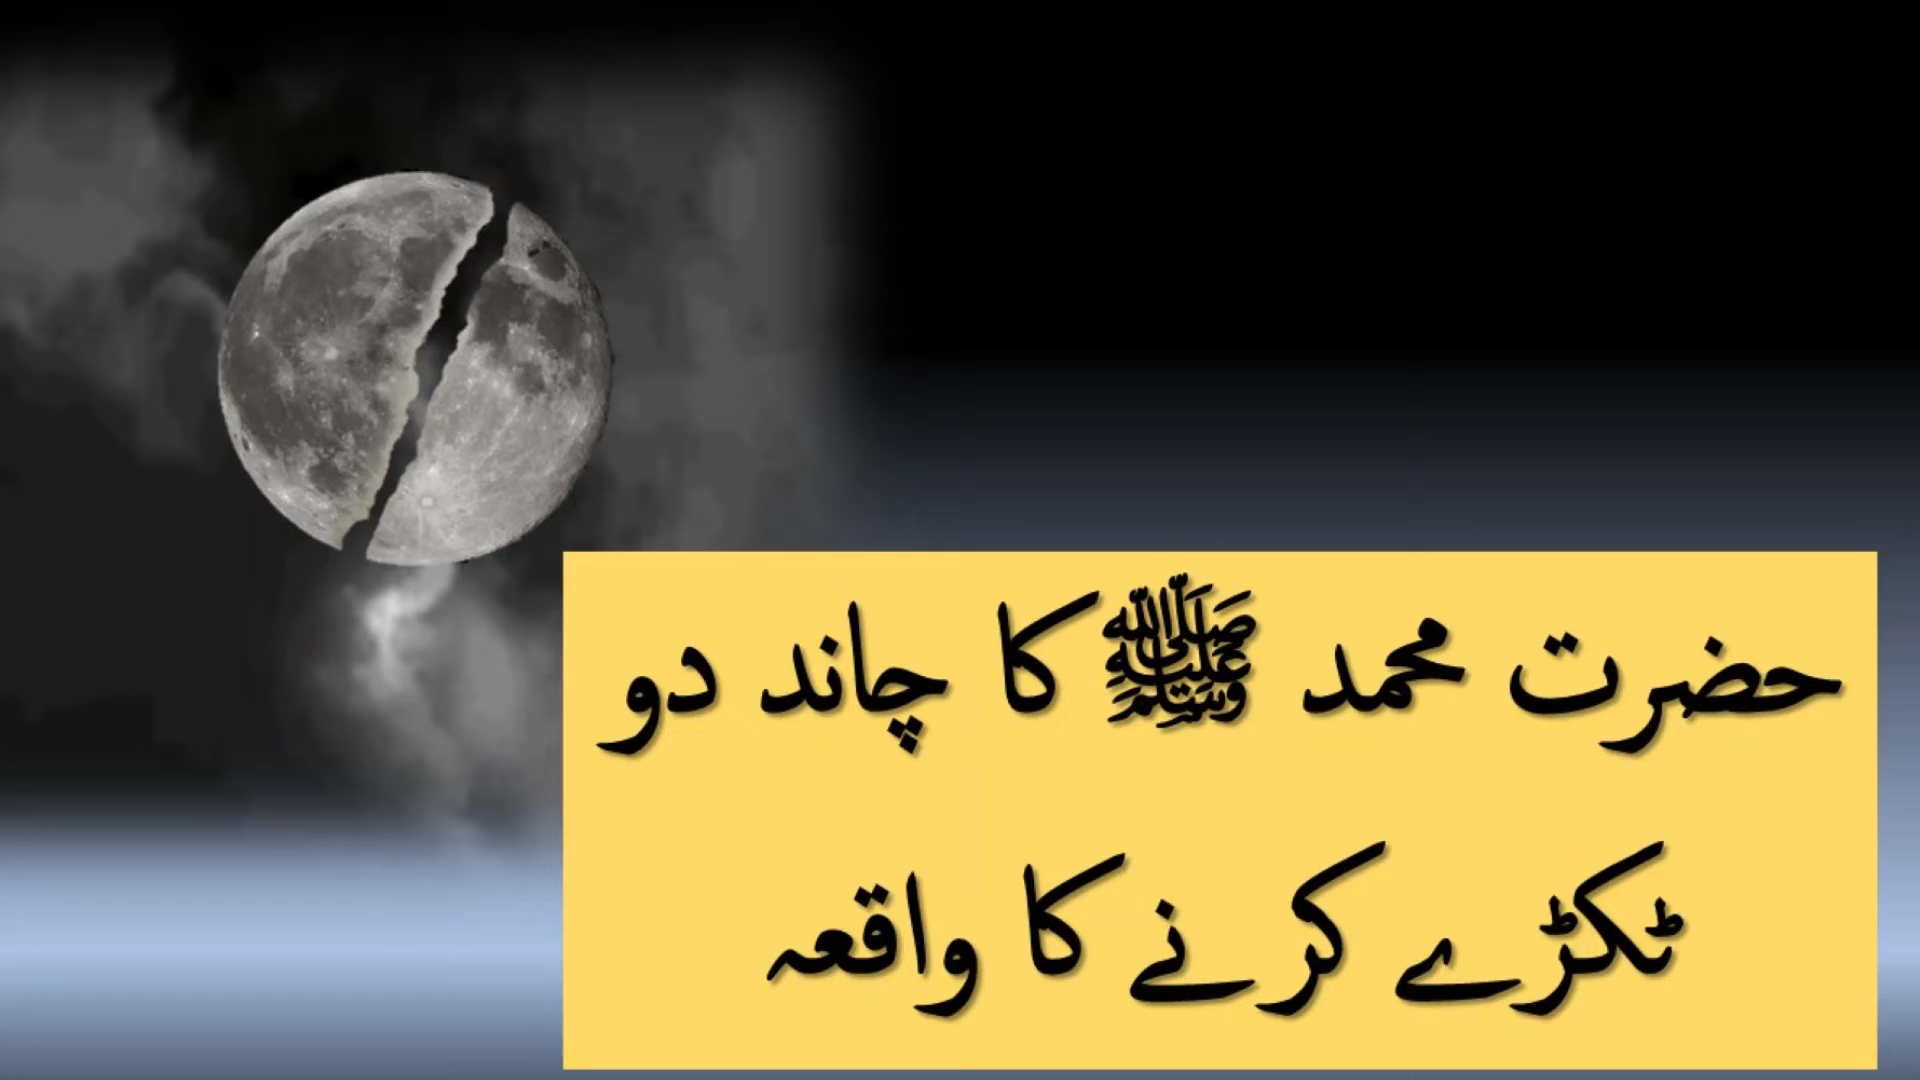 حضرت محمد ﷺ کا چاند دو
ٹکڑے کرنے کا واقعہ